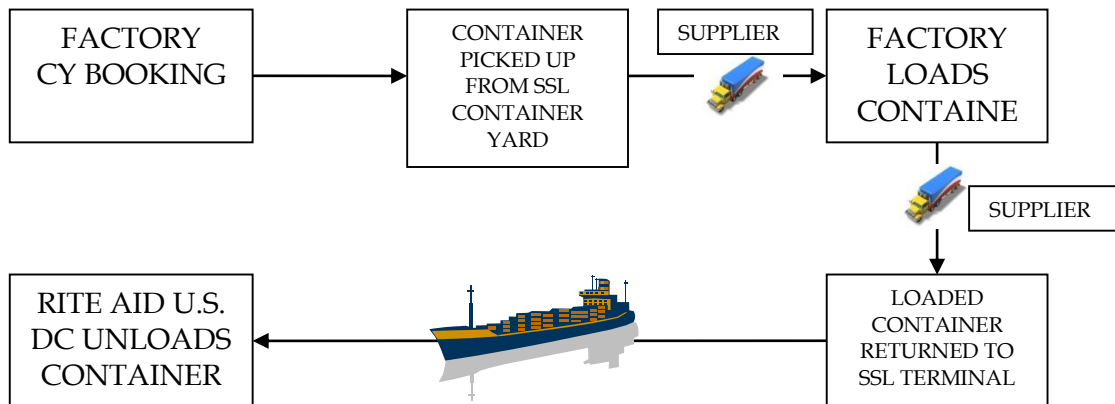 FACTORY
CY BOOKING
CONTAINER
PICKED UP
FROM SSL
CONTAINER
YARD
SUPPLIER
FACTORY
LOADS
CONTAINE
SUPPLIER
LOADED
CONTAINER
RETURNED TO
SSL TERMINAL
RITE AID U.S.
DC UNLOADS
CONTAINER